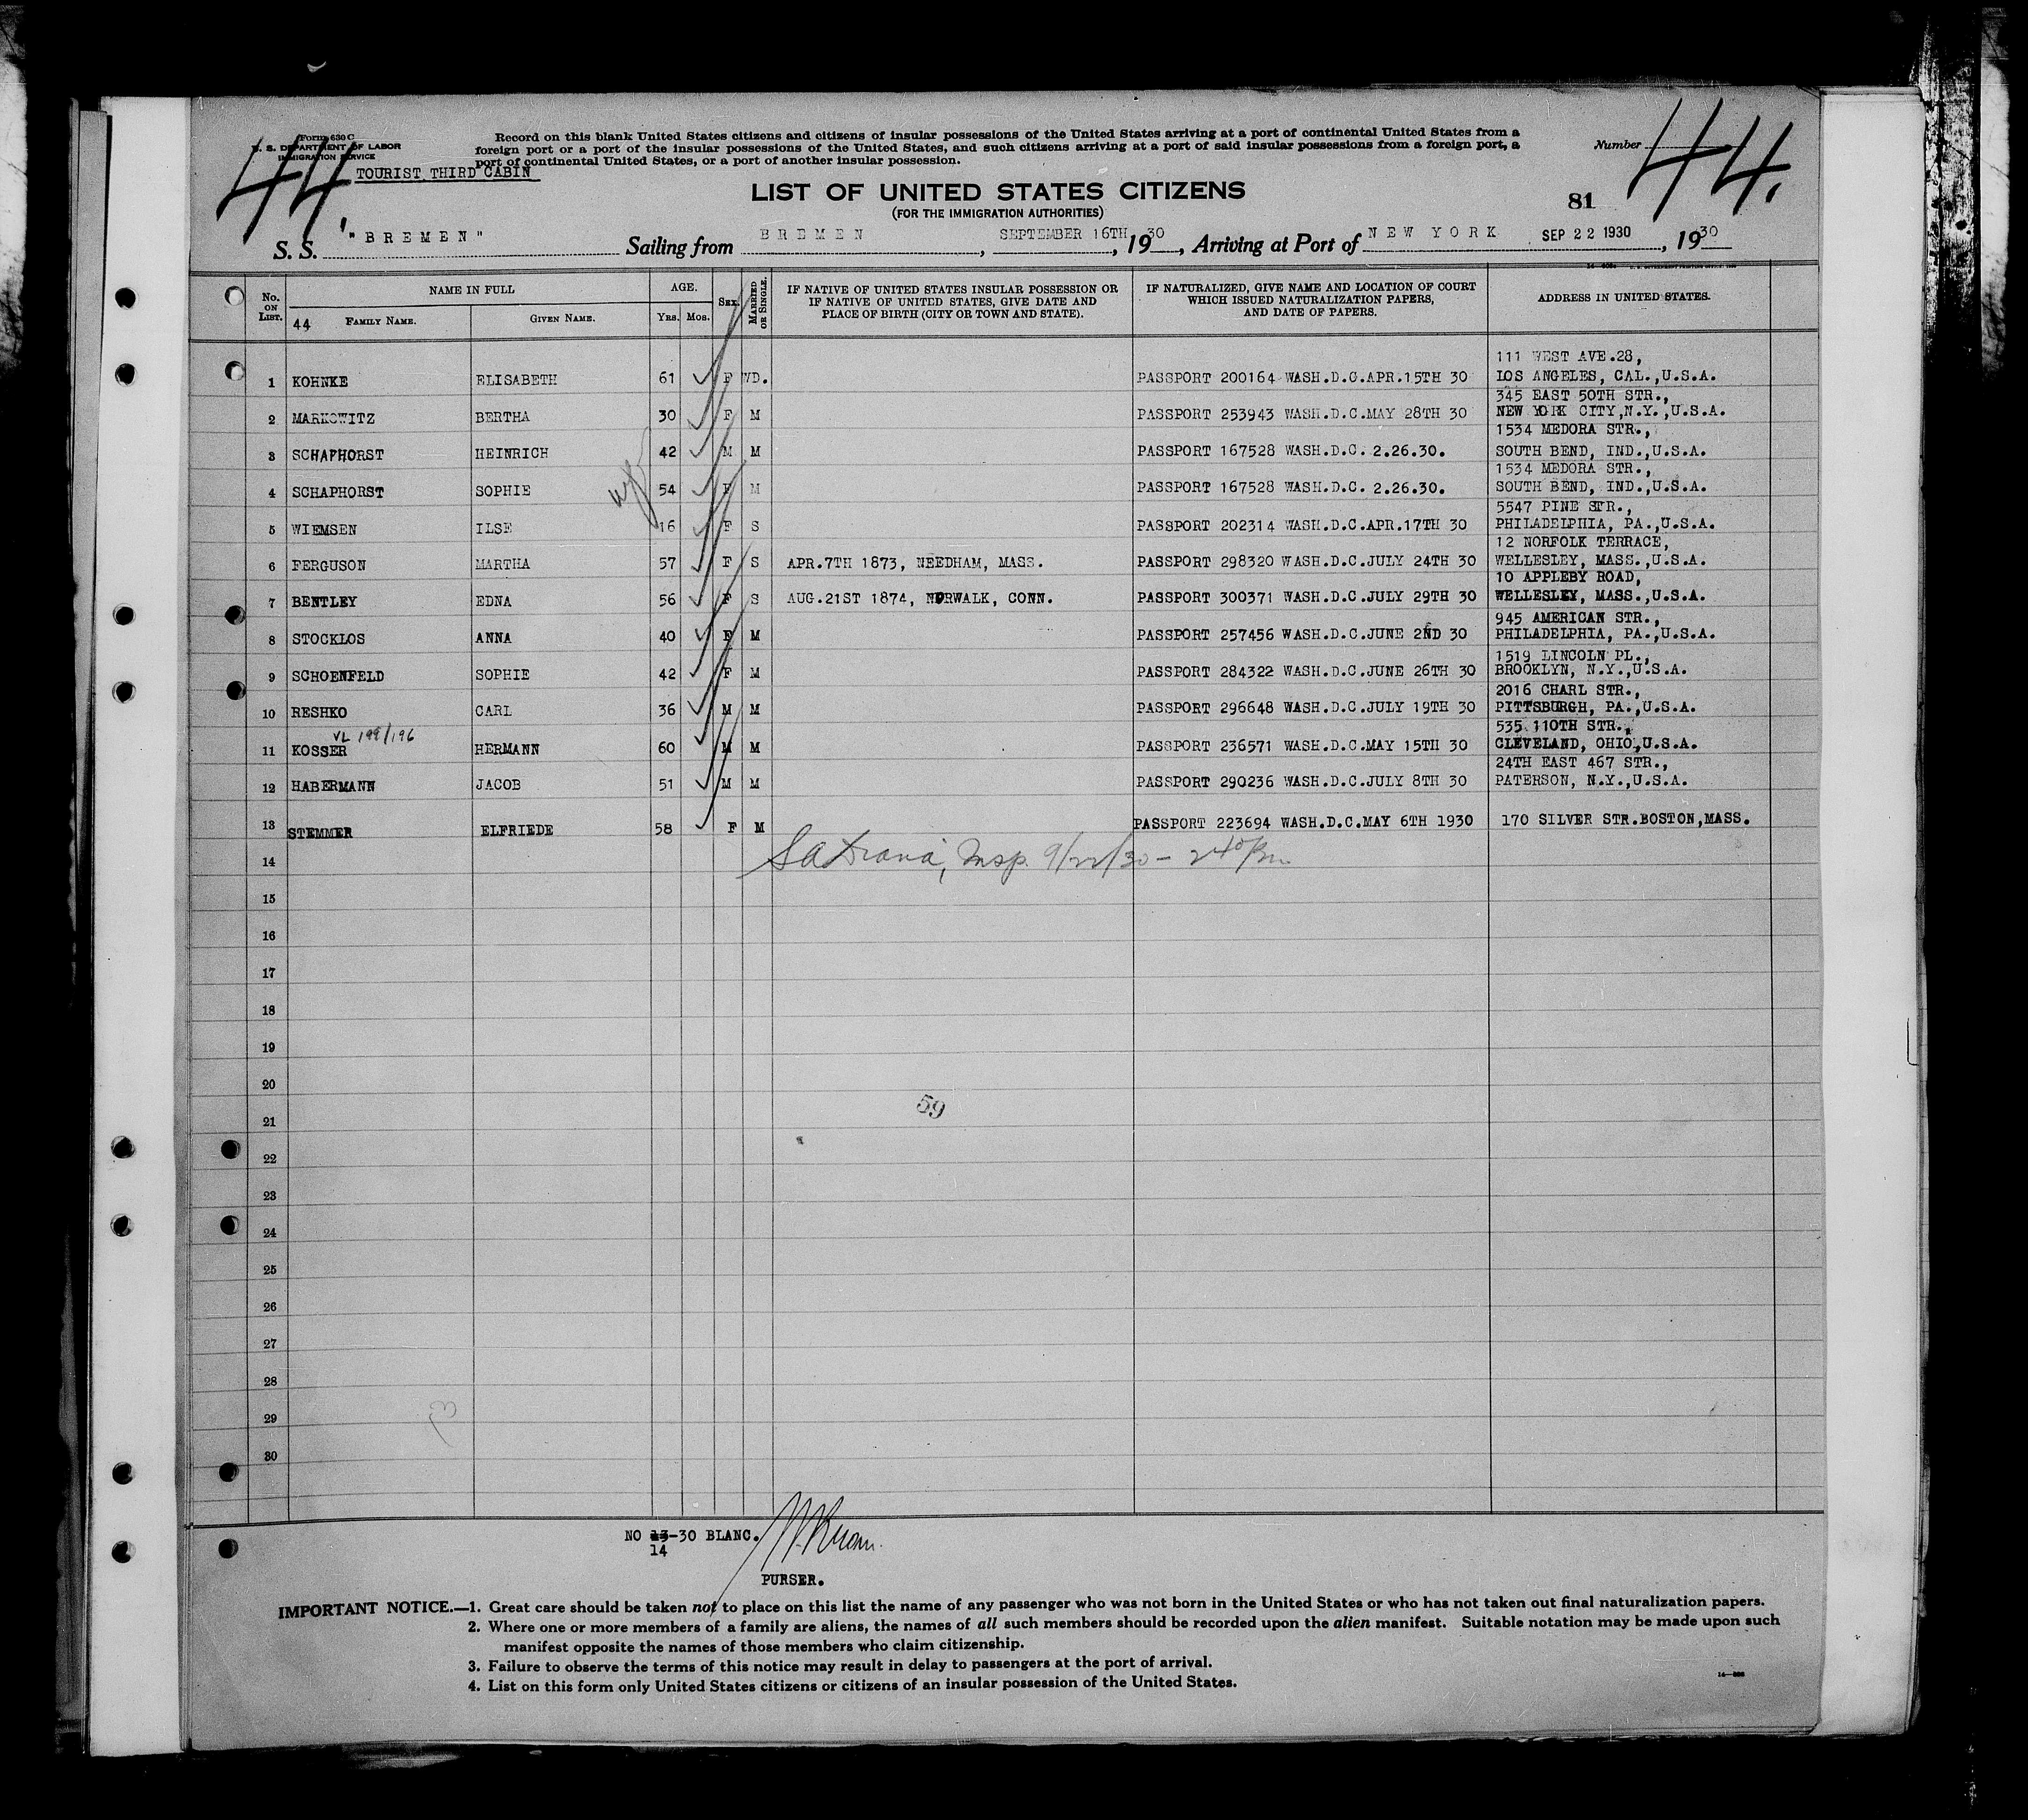 Form 630 C
U. S. DEPARTMENT OF LABOR
IMMIGRATION SERVICE
44.
TOURIST THIRD CABIN
Record on this blank United States citizens and citizens of insular possessions of the United States arriving at a port of continental United States from a
foreign port or a port of the insular possessions of the United States, and such citizens arriving at a port of said insular possessions from a foreign port, a
port of continental United States, or a port of another insular possession.
Number 44.
LIST OF UNITED STATES CITIZENS
(FOR THE IMMIGRATION AUTHORITIES)
81
S. S. "BREMEN" Sailing from BREMEN, SEPTEMBER 16TH, 1930, Arriving at Port of NEW YORK SEP 22 1930, 1930
No. ON LIST. NAME IN FULL AGE. SEX. MARRIED OR SINGLE. IF NATIVE OF UNITED STATES INSULAR POSSESSION OR IF NATIVE OF UNITED STATES, GIVE DATE AND PLACE OF BIRTH (CITY OR TOWN AND STATE). IF NATURALIZED, GIVE NAME AND LOCATION OF COURT WHICH ISSUED NATURALIZATION PAPERS, AND DATE OF PAPERS. ADDRESS IN UNITED STATES.
44 FAMILY NAME. GIVEN NAME. YRS. MOS.
111 WEST AVE.28,
1 KOHNKE ELISABETH 61 F WD. PASSPORT 200164 WASH.D.C.APR.15TH 30 LOS ANGELES, CAL.,U.S.A.
345 EAST 50TH STR.,
2 MARKOWITZ BERTHA 30 F M PASSPORT 253943 WASH.D.C.MAY 28TH 30 NEW YORK CITY,N.Y.,U.S.A.
1534 MEDORA STR.,
3 SCHAPHORST HEINRICH 42 M M PASSPORT 167528 WASH.D.C. 2.26.30. SOUTH BEND, IND.,U.S.A.
1534 MEDORA STR.,
4 SCHAPHORST SOPHIE 54 F M PASSPORT 167528 WASH.D.C. 2.26.30. SOUTH BEND, IND.,U.S.A.
5547 PINE STR.,
5 WIEMSEN ILSE 16 F S PASSPORT 202314 WASH.D.C.APR.17TH 30 PHILADELPHIA, PA.,U.S.A.
12 NORFOLK TERRACE,
6 FERGUSON MARTHA 57 F S APR.7TH 1873, NEEDHAM, MASS. PASSPORT 298320 WASH.D.C.JULY 24TH 30 WELLESLEY, MASS.,U.S.A.
10 APPLEBY ROAD,
7 BENTLEY EDNA 56 F S AUG.21ST 1874, NORWALK, CONN. PASSPORT 300371 WASH.D.C.JULY 29TH 30 WELLESLEY, MASS.,U.S.A.
945 AMERICAN STR.,
8 STOCKLOS ANNA 40 F M PASSPORT 257456 WASH.D.C.JUNE 2ND 30 PHILADELPHIA, PA.,U.S.A.
1519 LINCOLN PL.,
9 SCHOENFELD SOPHIE 42 F M PASSPORT 284322 WASH.D.C.JUNE 26TH 30 BROOKLYN, N.Y.,U.S.A.
2016 CHARL STR.,
10 RESHKO CARL 36 M M PASSPORT 296648 WASH.D.C.JULY 19TH 30 PITTSBURGH, PA.,U.S.A.
VL 199/196
535 110TH STR.,
11 KOSSER HERMANN 60 M M PASSPORT 236571 WASH.D.C.MAY 15TH 30 CLEVELAND, OHIO,U.S.A.
24TH EAST 467 STR.,
12 HABERMANN JACOB 51 M M PASSPORT 290236 WASH.D.C.JULY 8TH 30 PATERSON, N.Y.,U.S.A.
13 STEMMER ELFRIEDE 58 F M PASSPORT 223694 WASH.D.C.MAY 6TH 1930 170 SILVER STR.BOSTON,MASS.
14 Insp. 9/22/30 - 2 40 Pm
15
16
17
18
19
20
59
21
22
23
24
25
26
27
28
29
30
NO 13-30 BLANC.
14
PURSER.
IMPORTANT NOTICE.—1. Great care should be taken not to place on this list the name of any passenger who was not born in the United States or who has not taken out final naturalization papers.
2. Where one or more members of a family are aliens, the names of all such members should be recorded upon the alien manifest. Suitable notation may be made upon such
manifest opposite the names of those members who claim citizenship.
3. Failure to observe the terms of this notice may result in delay to passengers at the port of arrival.
4. List on this form only United States citizens or citizens of an insular possession of the United States.